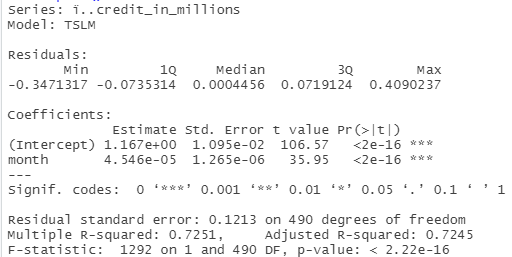 Series: ï..credit_in_millions
Model: TSLM
Residuals:
Min 1Q Median 3Q Max
-0.3471317 -0.0735314 0.0004456 0.0719124 0.4090237
Coefficients:
Estimate Std. Error t value Pr(>|t|)
(Intercept) 1.167e+00 1.095e-02 106.57 <2e-16 ***
month 4.546e-05 1.265e-06 35.95 <2e-16 ***
---
Signif. codes: 0 ‘***’ 0.001 ‘**’ 0.01 ‘*’ 0.05 ‘.’ 0.1 ‘ ’ 1
Residual standard error: 0.1213 on 490 degrees of freedom
Multiple R-squared: 0.7251, Adjusted R-squared: 0.7245
F-statistic: 1292 on 1 and 490 DF, p-value: < 2.22e-16